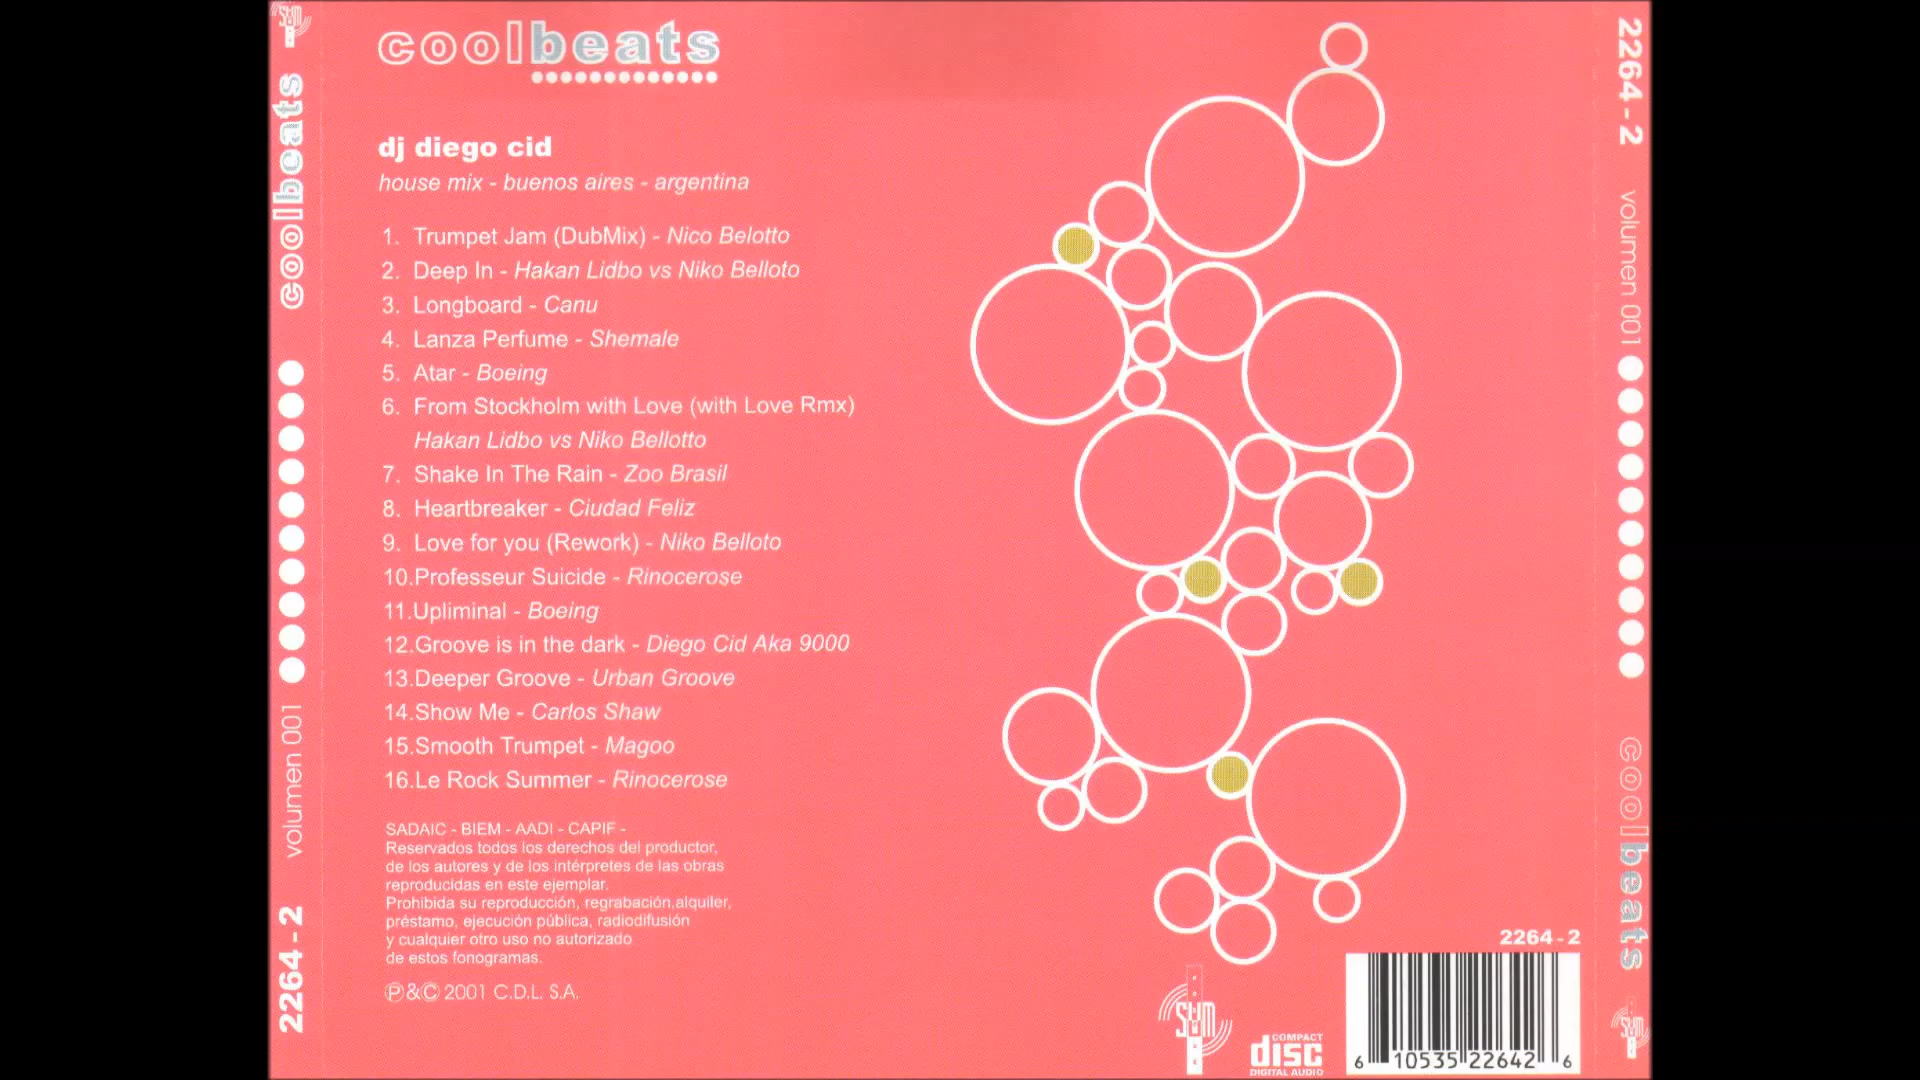 coolbeats
dj diego cid
house mix - buenos aires - argentina
1. Trumpet Jam (DubMix) - Nico Belotto
2. Deep In - Hakan Lidbo vs Niko Belloto
3. Longboard - Canu
4. Lanza Perfume - Shemale
5. Atar - Boeing
6. From Stockholm with Love (with Love Rmx)
Hakan Lidbo vs Niko Bellotto
7. Shake In The Rain - Zoo Brasil
8. Heartbreaker - Ciudad Feliz
9. Love for you (Rework) - Niko Belloto
10.Professeur Suicide - Rinocerose
11.Upliminal - Boeing
12.Groove is in the dark - Diego Cid Aka 9000
13.Deeper Groove - Urban Groove
14.Show Me - Carlos Shaw
15.Smooth Trumpet - Magoo
16.Le Rock Summer - Rinocerose
SADAIC - BIEM - AADI - CAPIF -
Reservados todos los derechos del productor,
de los autores y de los intérpretes de las obras
reproducidas en este ejemplar.
Prohibida su reproducción, regrabación,alquiler,
préstamo, ejecución pública, radiodifusión
y cualquier otro uso no autorizado
de estos fonogramas.
Ⓟ&© 2001 C.D.L. S.A.
2264 - 2 volumen 001 coolbeats
2264 - 2 volumen 001 coolbeats
2264 - 2
COMPACT
disc
DIGITAL AUDIO
6 10535 22642 6